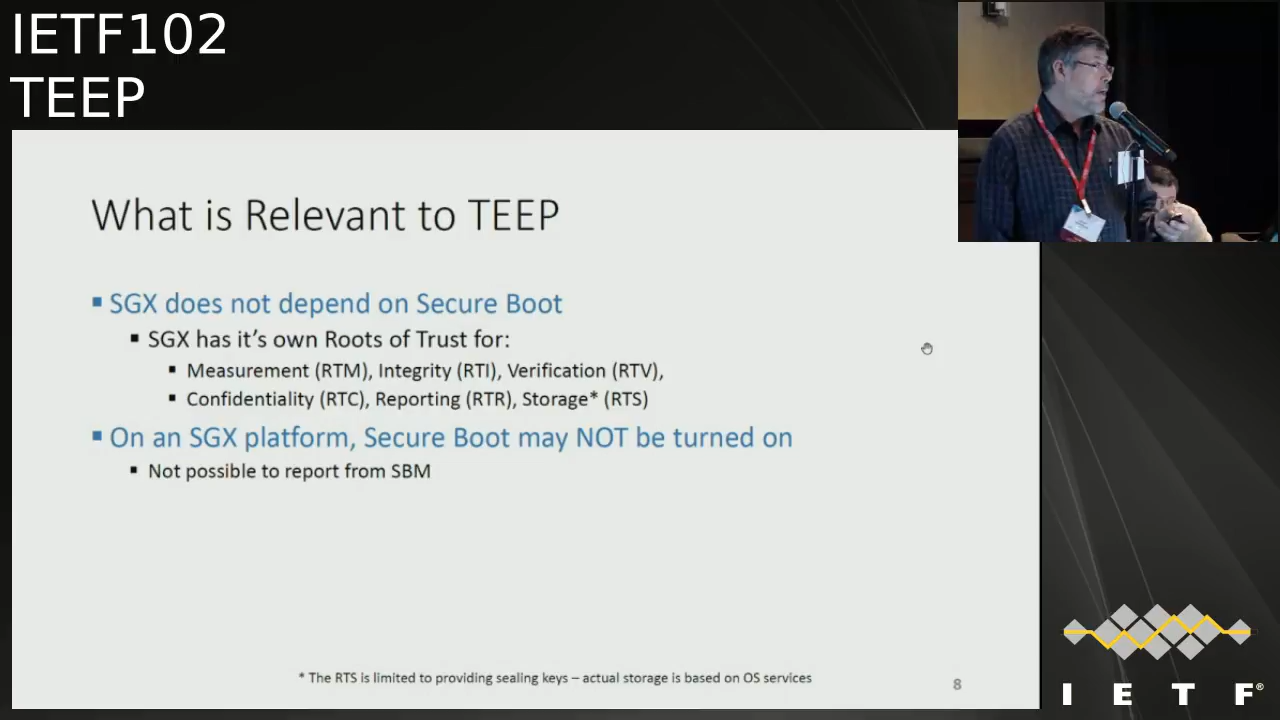 IETF102
TEEP
What is Relevant to TEEP
▪ SGX does not depend on Secure Boot
▪ SGX has it's own Roots of Trust for:
▪ Measurement (RTM), Integrity (RTI), Verification (RTV),
▪ Confidentiality (RTC), Reporting (RTR), Storage* (RTS)
▪ On an SGX platform, Secure Boot may NOT be turned on
▪ Not possible to report from SBM
* The RTS is limited to providing sealing keys – actual storage is based on OS services
8
I E T F®